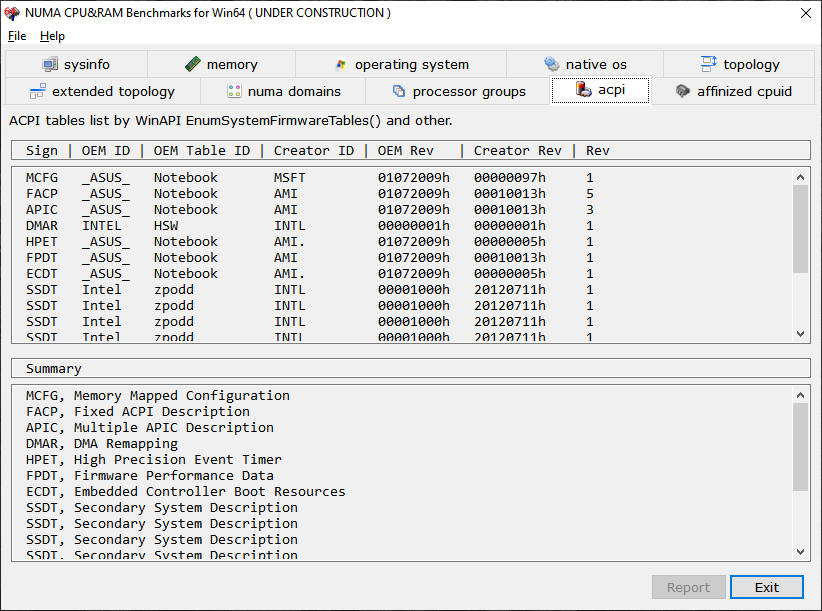 NUMA CPU&RAM Benchmarks for Win64 ( UNDER CONSTRUCTION )
File Help
sysinfo memory operating system native os topology
extended topology numa domains processor groups acpi affinized cpuid
ACPI tables list by WinAPI EnumSystemFirmwareTables() and other.
Sign | OEM ID | OEM Table ID | Creator ID | OEM Rev | Creator Rev | Rev
MCFG _ASUS_ Notebook MSFT 01072009h 00000097h 1
FACP _ASUS_ Notebook AMI 01072009h 00010013h 5
APIC _ASUS_ Notebook AMI 01072009h 00010013h 3
DMAR INTEL HSW INTL 00000001h 00000001h 1
HPET _ASUS_ Notebook AMI. 01072009h 00000005h 1
FPDT _ASUS_ Notebook AMI 01072009h 00010013h 1
ECDT _ASUS_ Notebook AMI. 01072009h 00000005h 1
SSDT Intel zpodd INTL 00001000h 20120711h 1
SSDT Intel zpodd INTL 00001000h 20120711h 1
SSDT Intel zpodd INTL 00001000h 20120711h 1
SSDT Intel zpodd INTL 00001000h 20120711h 1
Summary
MCFG, Memory Mapped Configuration
FACP, Fixed ACPI Description
APIC, Multiple APIC Description
DMAR, DMA Remapping
HPET, High Precision Event Timer
FPDT, Firmware Performance Data
ECDT, Embedded Controller Boot Resources
SSDT, Secondary System Description
SSDT, Secondary System Description
SSDT, Secondary System Description
SSDT, Secondary System Description
Report Exit